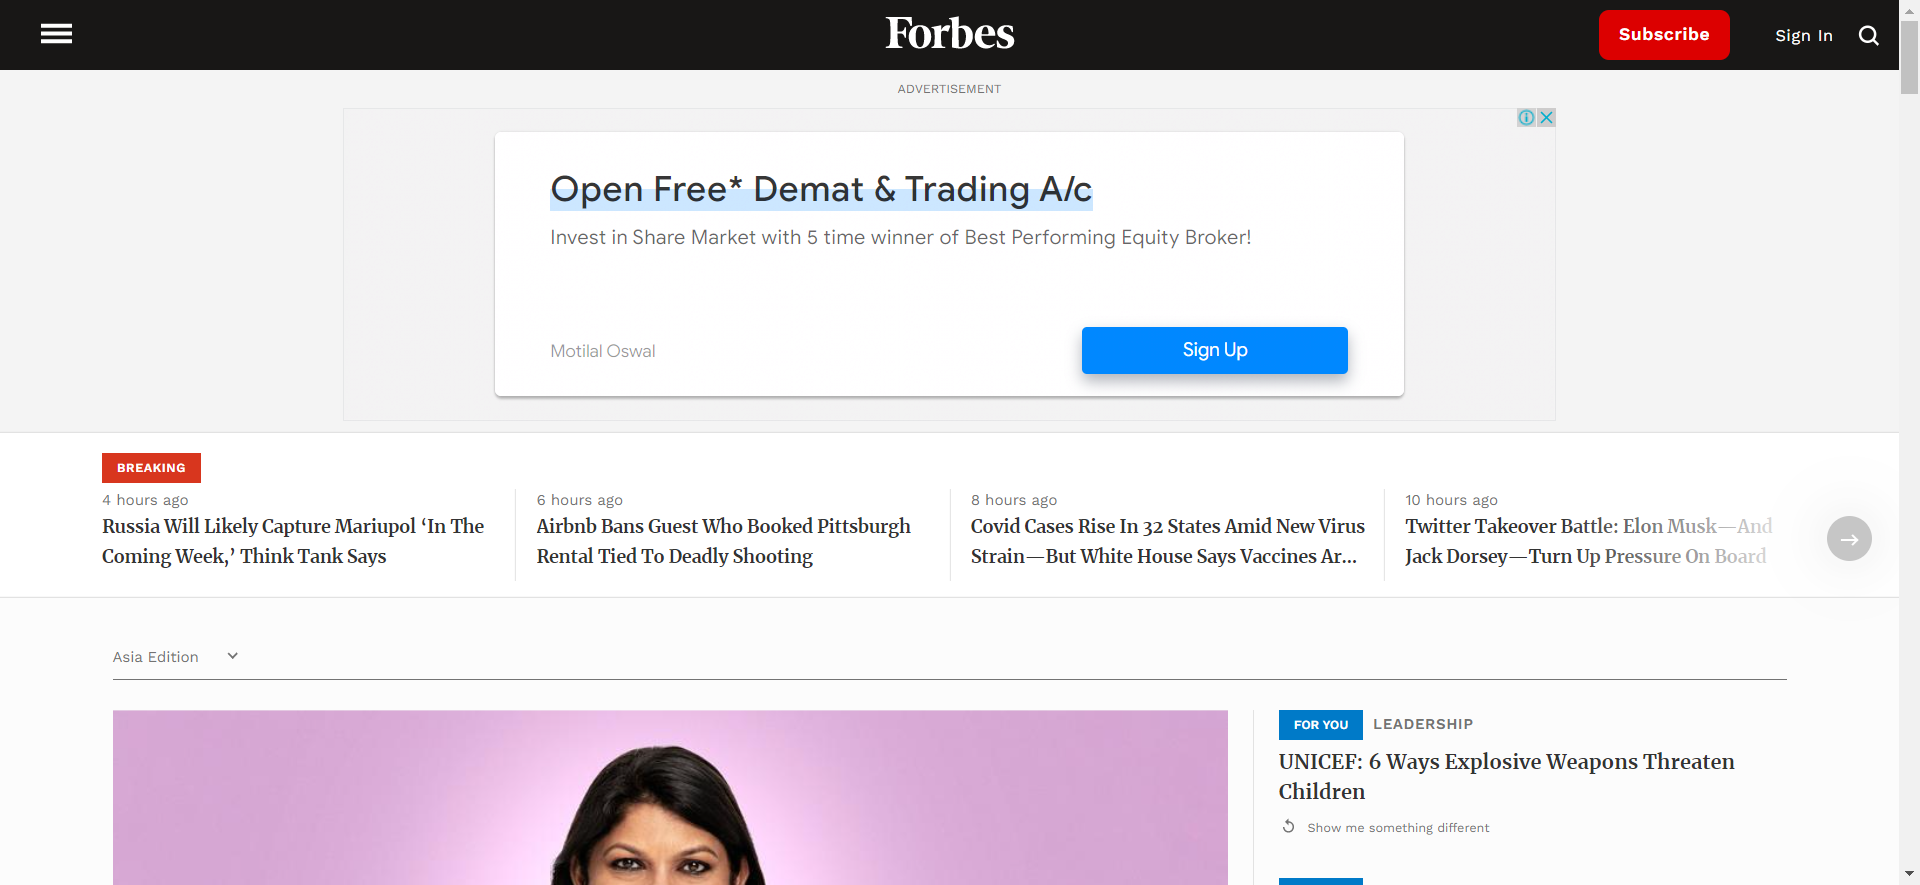 Forbes
Subscribe
Sign In
ADVERTISEMENT
Open Free* Demat & Trading A/c
Invest in Share Market with 5 time winner of Best Performing Equity Broker!
Motilal Oswal
Sign Up
BREAKING
4 hours ago
Russia Will Likely Capture Mariupol ‘In The
Coming Week,’ Think Tank Says
6 hours ago
Airbnb Bans Guest Who Booked Pittsburgh
Rental Tied To Deadly Shooting
8 hours ago
Covid Cases Rise In 32 States Amid New Virus
Strain—But White House Says Vaccines Ar...
10 hours ago
Twitter Takeover Battle: Elon Musk—And
Jack Dorsey—Turn Up Pressure On Board
Asia Edition
FOR YOU
LEADERSHIP
UNICEF: 6 Ways Explosive Weapons Threaten
Children
Show me something different